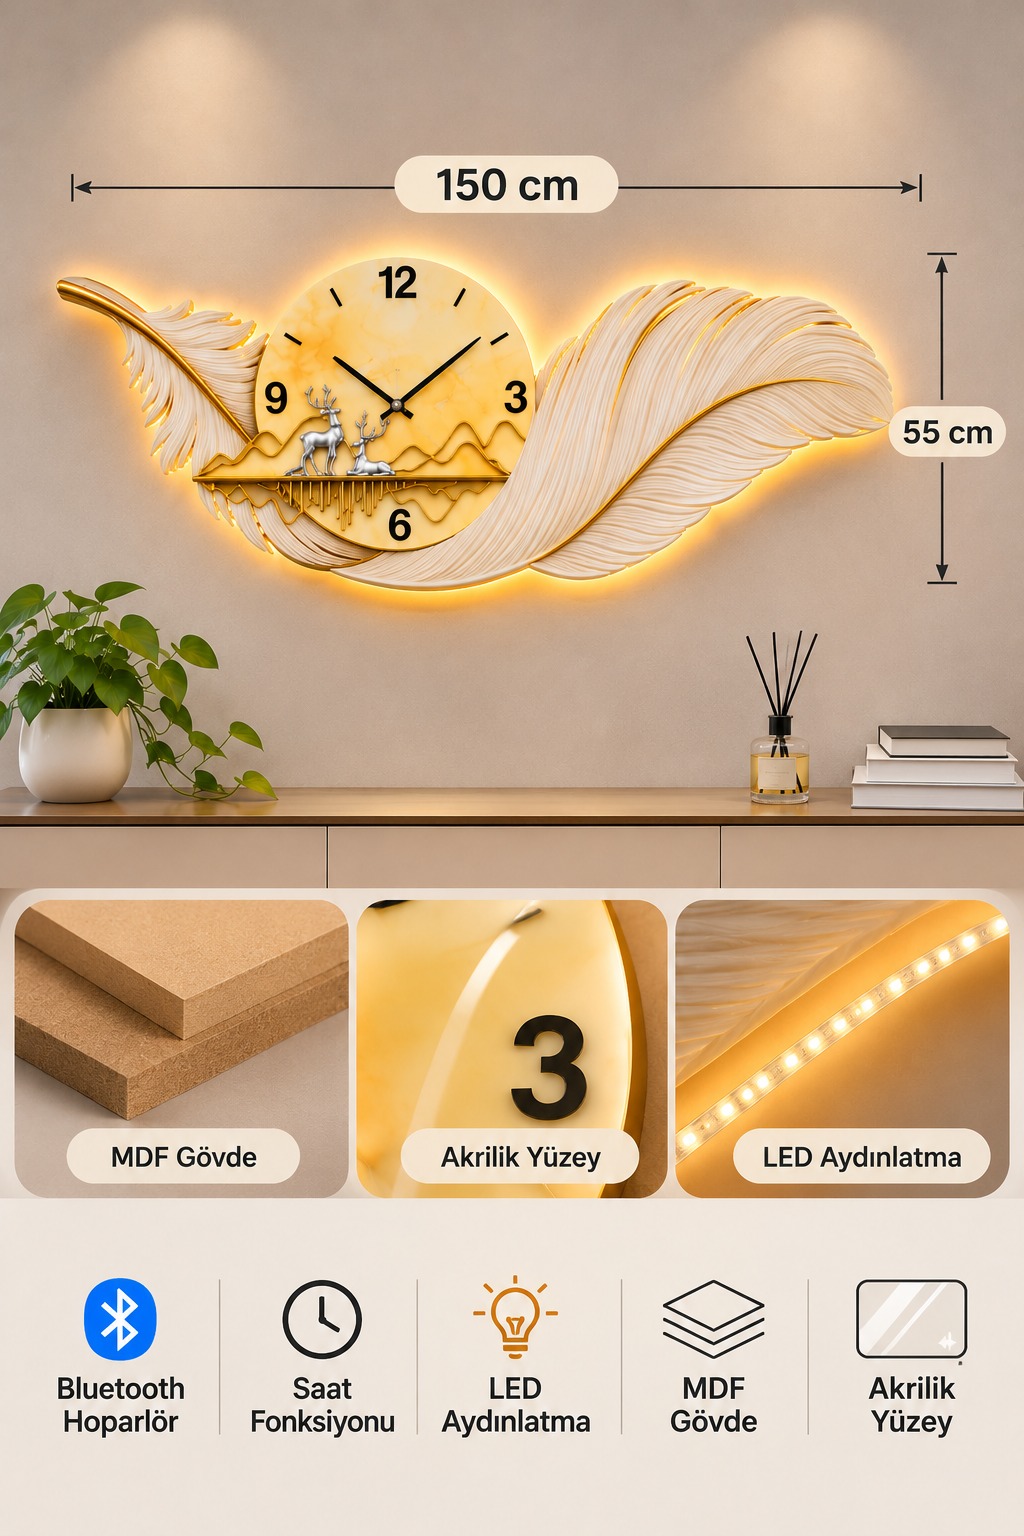 150 cm
12
9
3
6
55 cm
3
MDF Gövde
Akrilik Yüzey
LED Aydınlatma
Bluetooth
Hoparlör
Saat
Fonksiyonu
LED
Aydınlatma
MDF
Gövde
Akrilik
Yüzey